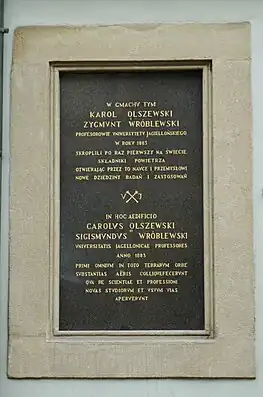 W GMACHU TYM
KAROL OLSZEWSKI
ZYGMUNT WRÓBLEWSKI
PROFESOROWIE UNIWERSYTETU JAGIELLOŃSKIEGO
W ROKU 1883
SKROPLILI PO RAZ PIERWSZY NA ŚWIECIE
SKŁADNIKI POWIETRZA
OTWIERAJĄC PRZEZ TO NAUCE I PRZEMYSŁOWI
NOWE DZIEDZINY BADAŃ I ZASTOSOWAŃ
IN HOC AEDIFICIO
CAROLVS OLSZEWSKI
SIGISMVNDVS WRÓBLEWSKI
VNIVERSITATIS IAGELLONICAE PROFESSORES
ANNO 1883
PRIMI OMNIVM IN TOTO TERRARVM ORBE
SVBSTANTIAS AËRIS COLLIQVEFECERVNT
QVA RE SCIENTIAE ET PROFESSIONI
NOVAS STVDIORVM ET VSVVM VIAS
APERVERVNT